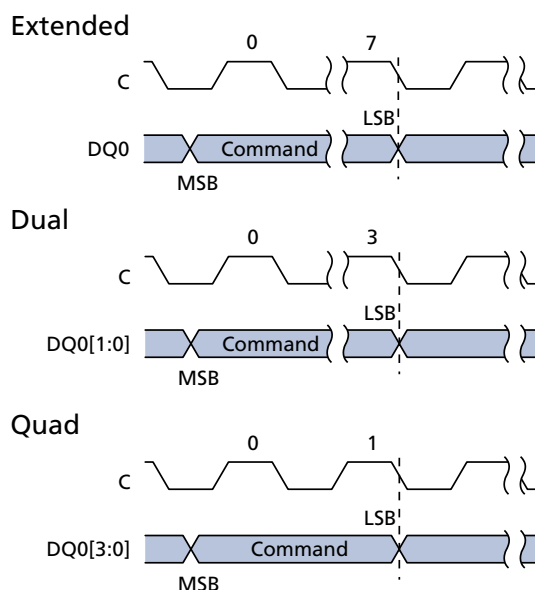 Extended
0 7
C
LSB
DQ0 Command
MSB
Dual
0 3
C
LSB
DQ0[1:0] Command
MSB
Quad
0 1
C
LSB
DQ0[3:0] Command
MSB